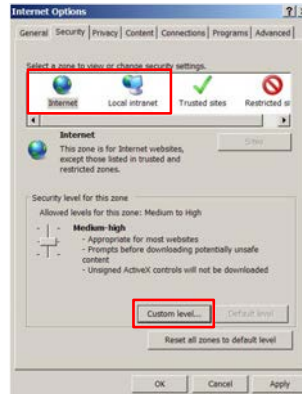 Internet Options
General Security Privacy Content Connections Programs Advanced
Select a zone to view or change security settings.
Internet Local intranet Trusted sites Restricted si
Internet
This zone is for Internet websites,
except those listed in trusted and
restricted zones.
Sites
Security level for this zone
Allowed levels for this zone: Medium to High
Medium-high
- Appropriate for most websites
- Prompts before downloading potentially unsafe
content
- Unsigned ActiveX controls will not be downloaded
Custom level... Default level
Reset all zones to default level
OK Cancel Apply